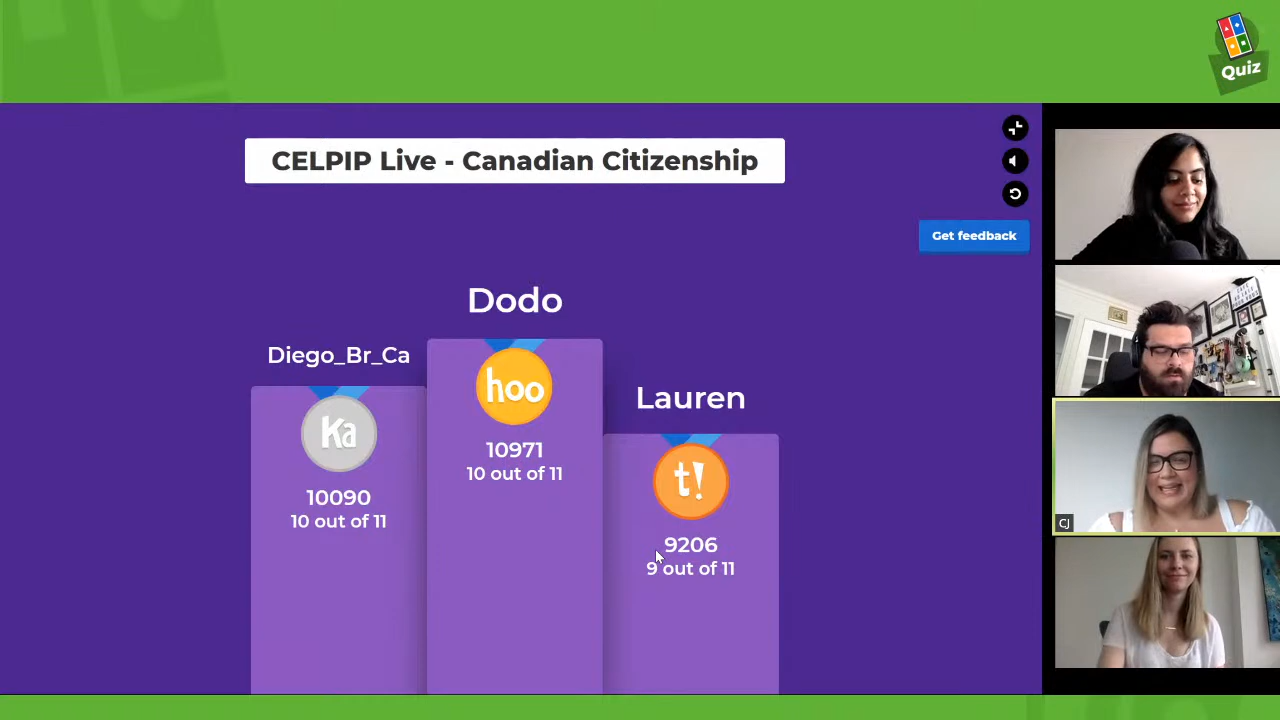 Quiz
CELPIP Live - Canadian Citizenship
Get feedback
Dodo
Diego_Br_Ca
Lauren
hoo
10971
10 out of 11
Ka
10090
10 out of 11
t!
9206
9 out of 11
CJ